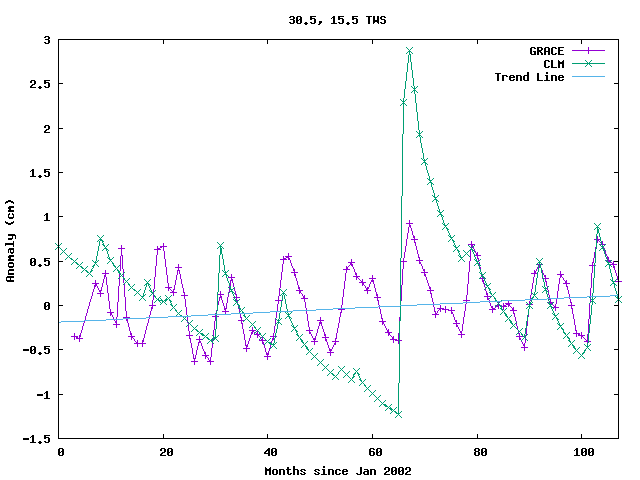 30.5, 15.5 TWS
GRACE
CLM
Trend Line
3
2.5
2
1.5
1
0.5
0
-0.5
-1
-1.5
Anomaly (cm)
0 20 40 60 80 100
Months since Jan 2002